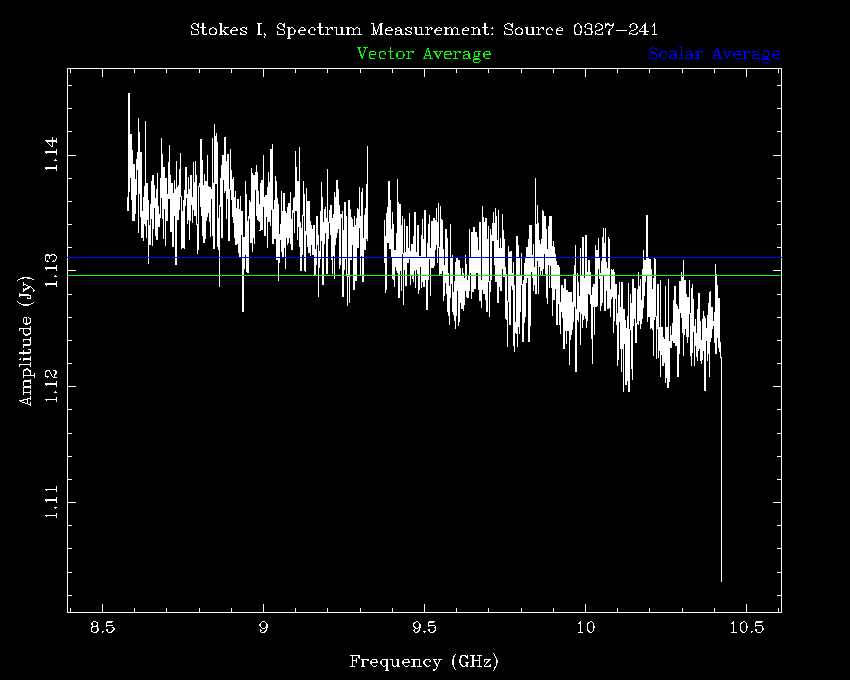 Stokes I, Spectrum Measurement: Source 0327-241
Vector Average
Scalar Average
1.14
1.13
1.12
1.11
Amplitude (Jy)
8.5 9 9.5 10 10.5
Frequency (GHz)